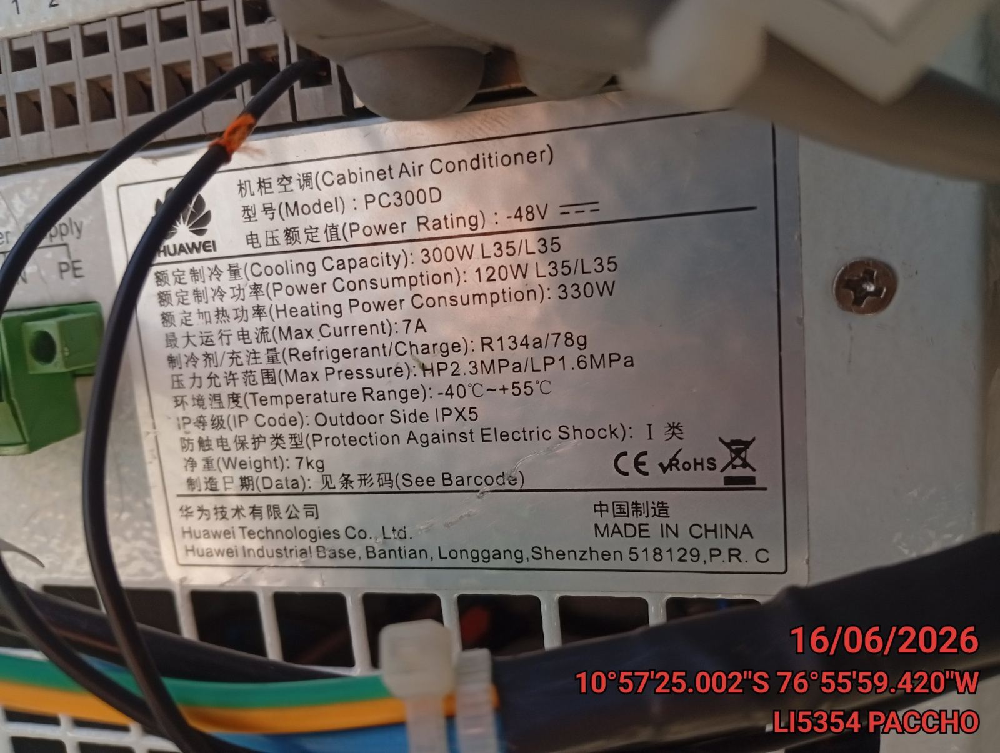 1 2
pply
PE
HUAWEI
机柜空调(Cabinet Air Conditioner)
型号(Model) : PC300D
电压额定值(Power Rating) : -48V
额定制冷量(Cooling Capacity): 300W L35/L35
额定制冷功率(Power Consumption): 120W L35/L35
额定加热功率(Heating Power Consumption): 330W
最大运行电流(Max Current): 7A
制冷剂/充注量(Refrigerant/Charge): R134a/78g
压力允许范围(Max Pressure): HP2.3MPa/LP1.6MPa
环境温度(Temperature Range): -40℃~+55℃
IP等级(IP Code): Outdoor Side IPX5
防触电保护类型(Protection Against Electric Shock): I 类
净重(Weight): 7kg
制造日期(Data): 见条形码(See Barcode)
CE RoHS
华为技术有限公司
中国制造
Huawei Technologies Co., Ltd.
MADE IN CHINA
Huawei Industrial Base, Bantian, Longgang,Shenzhen 518129,P.R. C
16/06/2026
10°57'25.002"S 76°55'59.420"W
LI5354 PACCHO